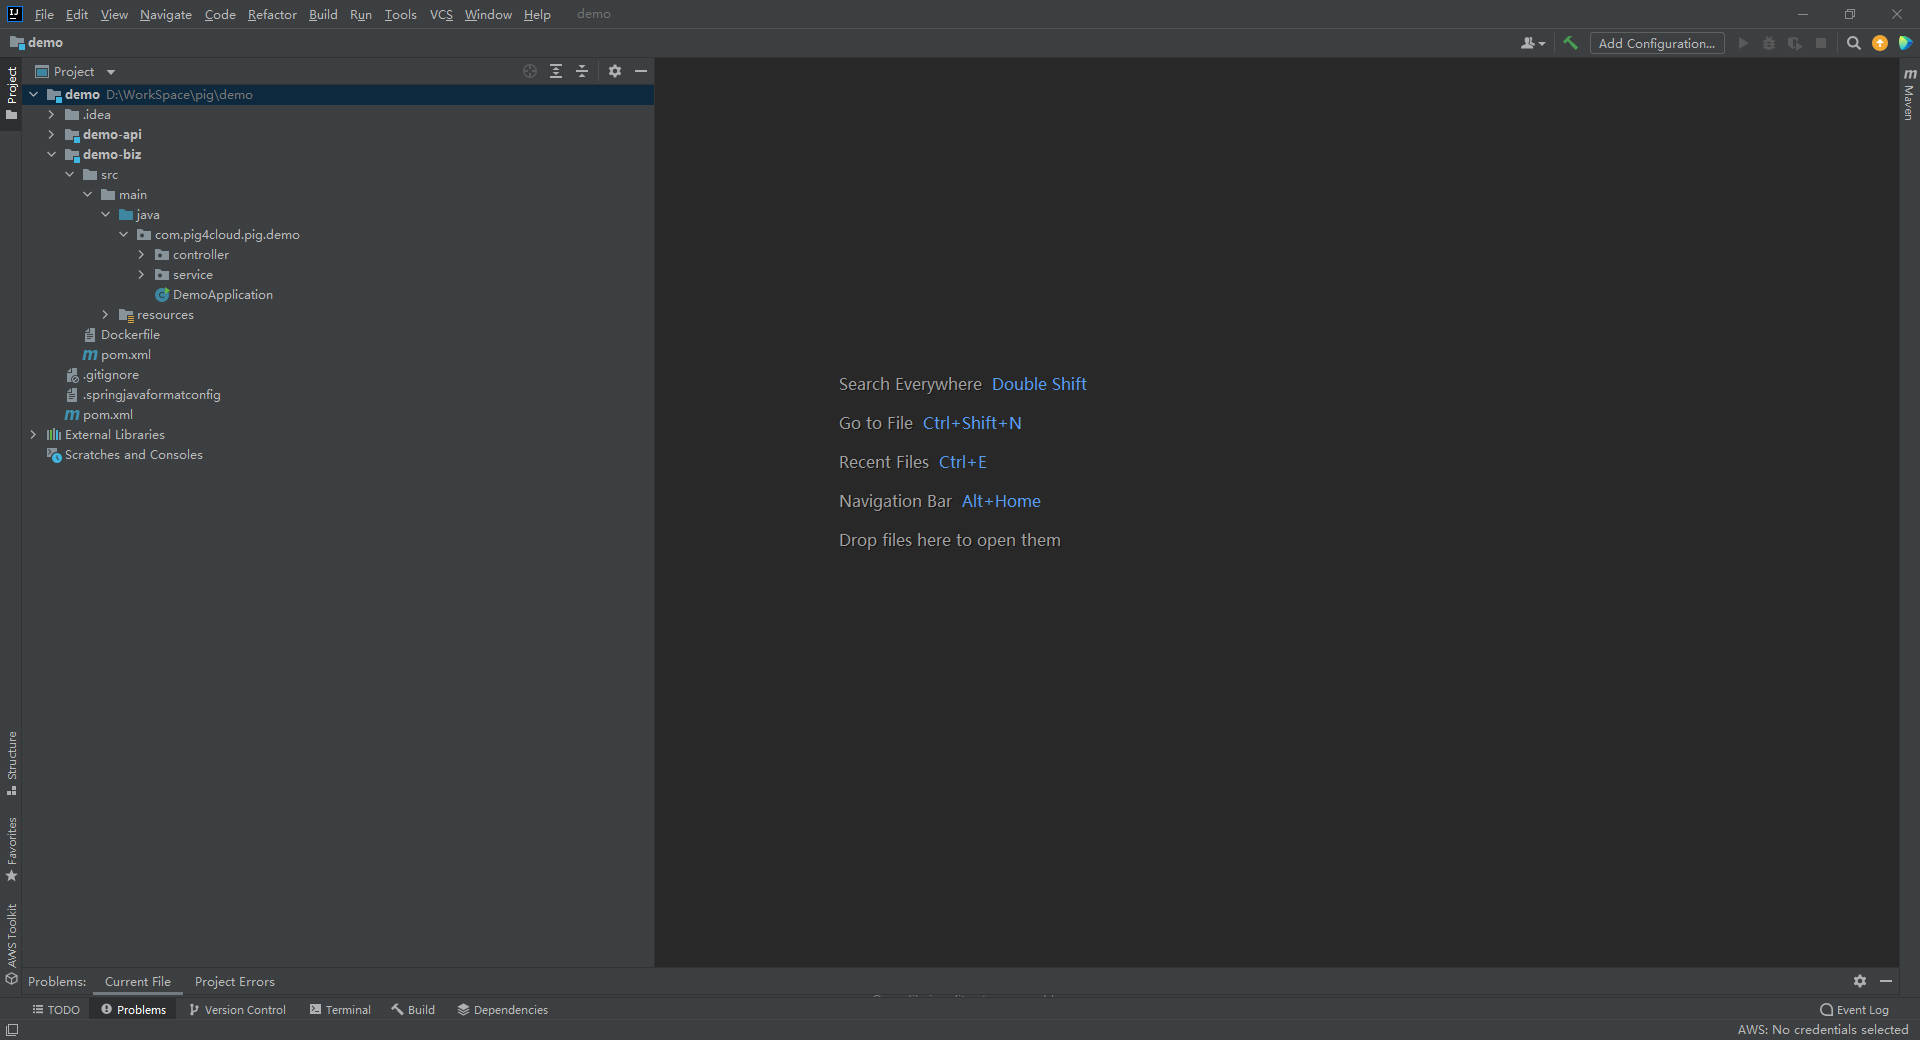 File Edit View Navigate Code Refactor Build Run Tools VCS Window Help demo
demo
Add Configuration...
Project
Project
Maven
demo D:\WorkSpace\pig\demo
.idea
demo-api
demo-biz
src
main
java
com.pig4cloud.pig.demo
controller
service
DemoApplication
resources
Dockerfile
pom.xml
.gitignore
.springjavaformatconfig
pom.xml
External Libraries
Scratches and Consoles
Search Everywhere Double Shift
Go to File Ctrl+Shift+N
Recent Files Ctrl+E
Navigation Bar Alt+Home
Drop files here to open them
Structure
Favorites
AWS Toolkit
Problems: Current File Project Errors
TODO Problems Version Control Terminal Build Dependencies Event Log
AWS: No credentials selected